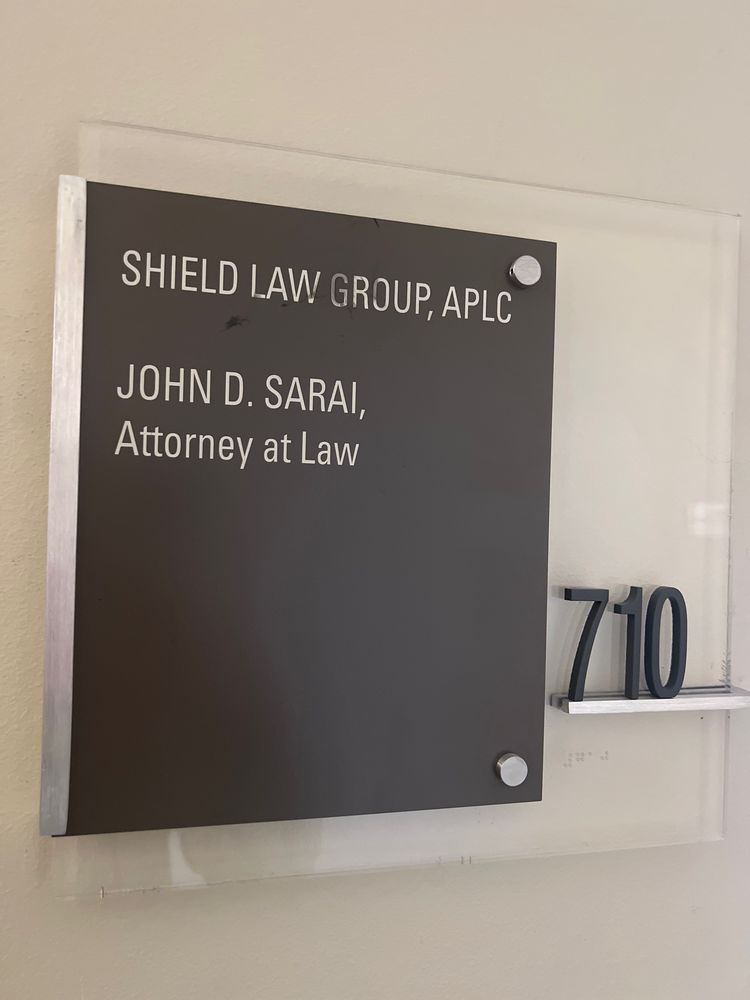 SHIELD LAW GROUP, APLC
JOHN D. SARAI,
Attorney at Law
710